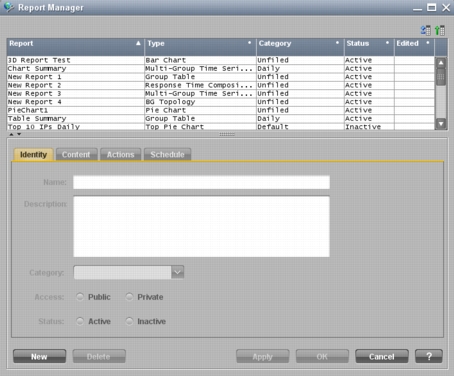 Report Manager
Report Type Category Status Edited
3D Report Test Bar Chart Unfiled Active
Chart Summary Multi-Group Time Seri... Daily Active
New Report 1 Group Table Unfiled Active
New Report 2 Response Time Composi... Unfiled Active
New Report 3 Multi-Group Time Seri... Unfiled Active
New Report 4 BG Topology Unfiled Active
PieChart1 Pie Chart Unfiled Active
Table Summary Group Table Daily Active
Top 10 IPs Daily Top Pie Chart Default Inactive
Identity Content Actions Schedule
Name:
Description
Category:
Access: Public Private
Status: Active Inactive
New Delete Apply OK Cancel ?